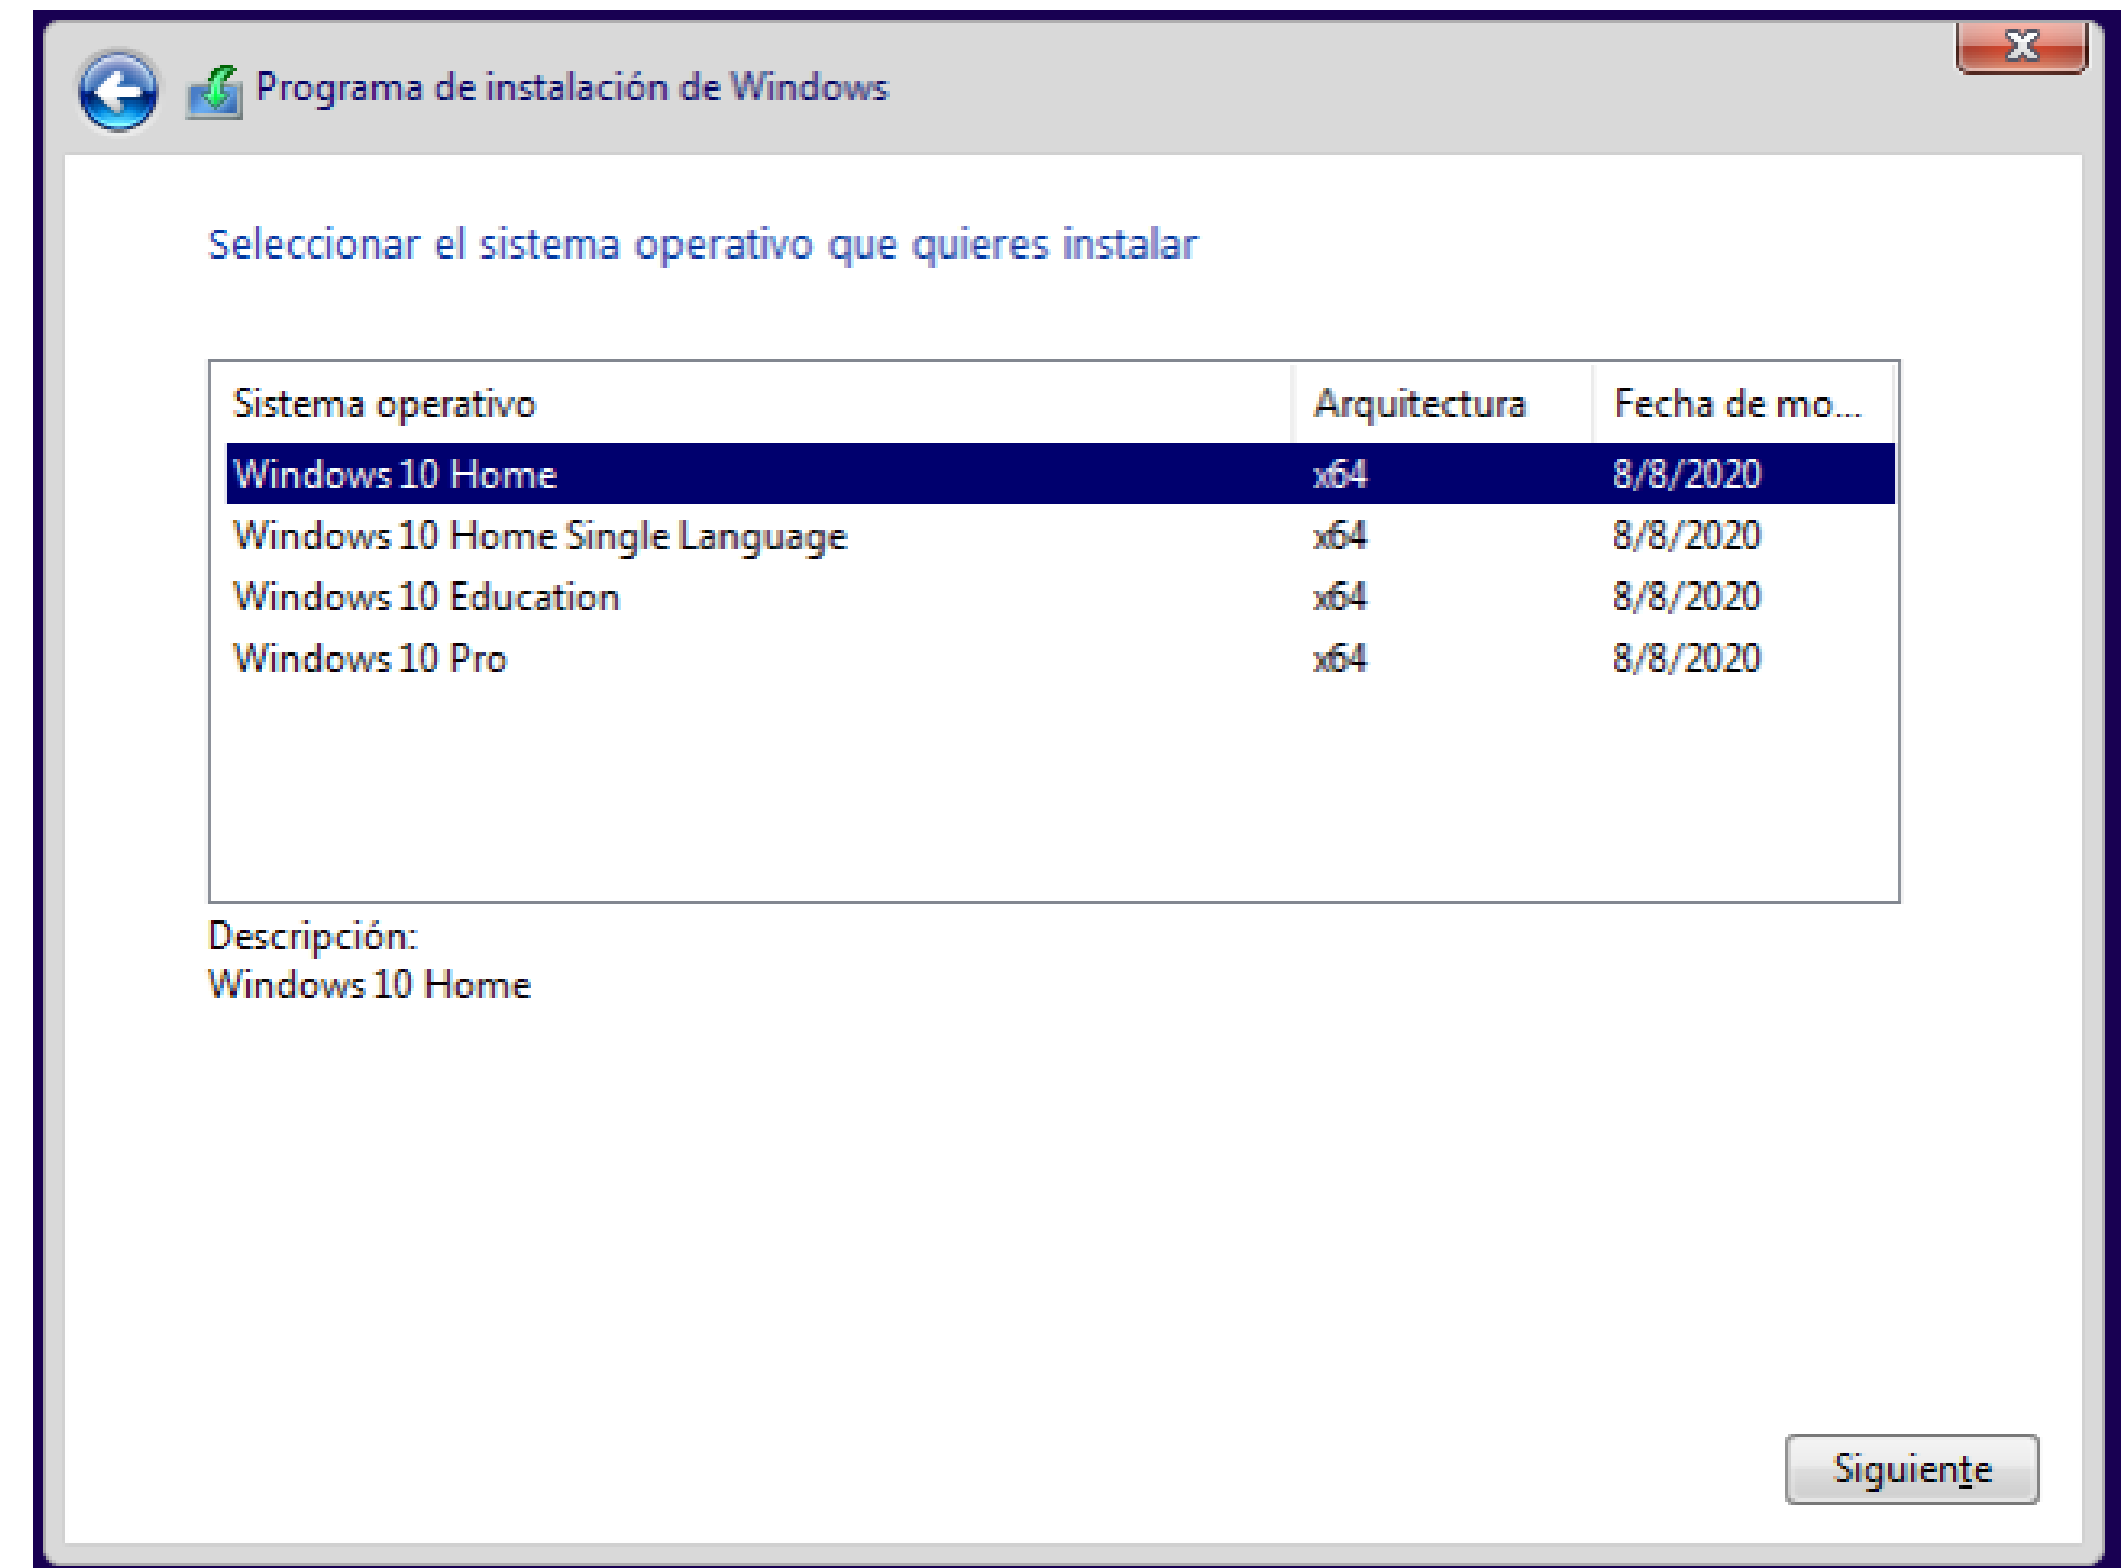 Programa de instalación de Windows
Seleccionar el sistema operativo que quieres instalar
Sistema operativo Arquitectura Fecha de mo...
Windows 10 Home x64 8/8/2020
Windows 10 Home Single Language x64 8/8/2020
Windows 10 Education x64 8/8/2020
Windows 10 Pro x64 8/8/2020
Descripción:
Windows 10 Home
Siguiente